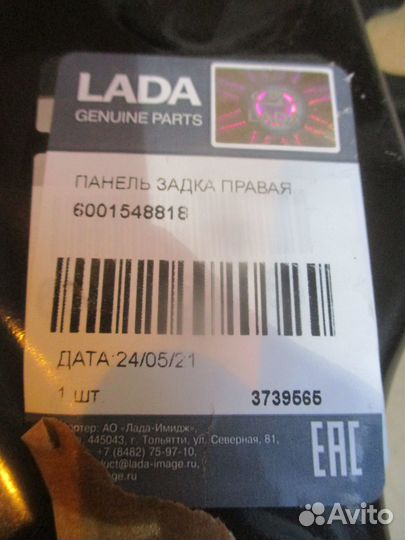 LADA
GENUINE PARTS
ПАНЕЛЬ ЗАДКА ПРАВАЯ
6001548818
ДАТА:24/05/21
1 ШТ.
3739565
АО «Лада-Имидж»,
445043, г. Тольятти, ул. Северная, 81,
+7 (8482) 75-97-10,
@lada-image.ru,
EAC
Avito